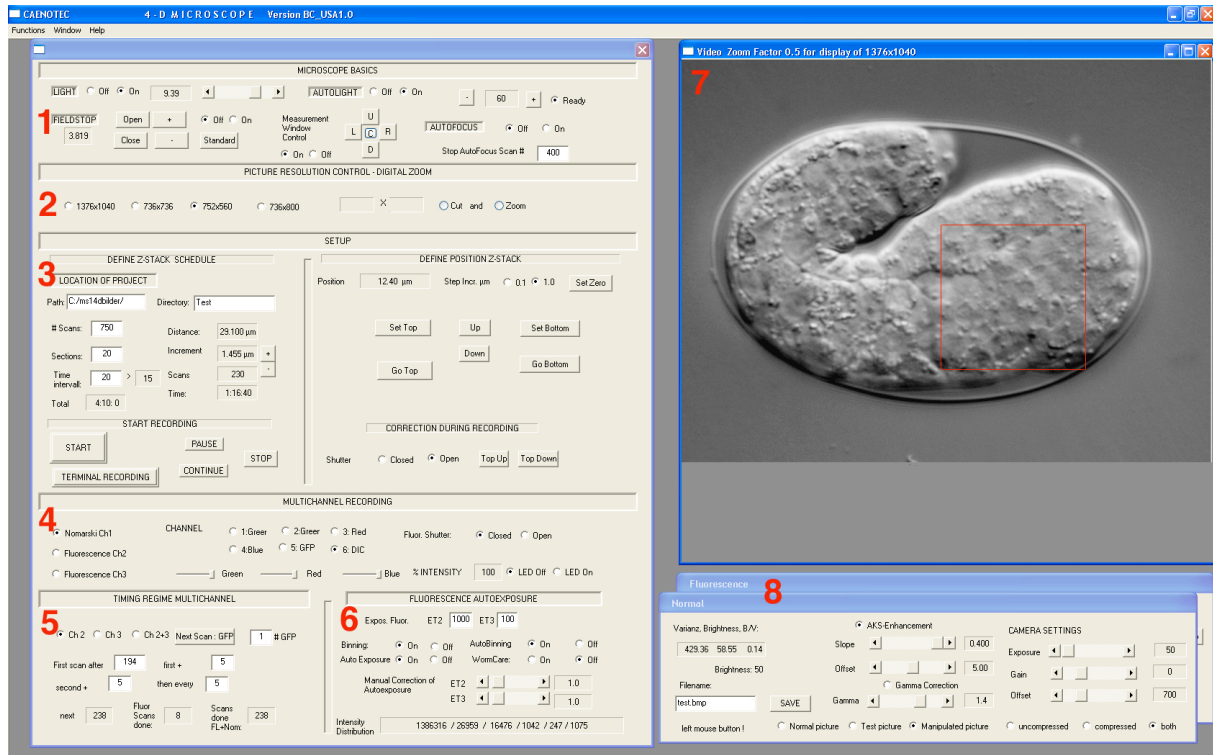 CAENOTEC 4-D MICROSCOPE Version BC_USA1.0
Functions Window Help
MICROSCOPE BASICS
LIGHT Off On 9.39 AUTOLIGHT Off On - 60 + Ready
1
FIELDSTOP Open + Off On
3.819 Close - Standard
Measurement Window Control
U
L C R
D
On Off
AUTOFOCUS Off On
Stop AutoFocus Scan # 400
PICTURE RESOLUTION CONTROL - DIGITAL ZOOM
2
1376x1040 736x736 752x560 736x800 X Cut and Zoom
SETUP
DEFINE Z-STACK SCHEDULE
3
LOCATION OF PROJECT
Path: C:/ms14dbilder/ Directory: Test
# Scans: 750 Distance: 29.100 µm
Sections: 20 Increment 1.455 µm +
Time intervall: 20 > 15 Scans 230 -
Total 4:10: 0 Time: 1:16:40
START RECORDING
START PAUSE STOP
TERMINAL RECORDING CONTINUE
DEFINE POSITION Z-STACK
Position 12.40 µm Step Incr. µm 0.1 1.0 Set Zero
Set Top Up Set Bottom
Go Top Down Go Bottom
CORRECTION DURING RECORDING
Shutter Closed Open Top Up Top Down
MULTICHANNEL RECORDING
4
Nomarski Ch1 CHANNEL 1:Greer 2:Greer 3: Red Fluor. Shutter: Closed Open
Fluorescence Ch2 4:Blue 5: GFP 6: DIC
Fluorescence Ch3 Green Red Blue % INTENSITY 100 LED Off LED On
TIMING REGIME MULTICHANNEL
5
Ch 2 Ch 3 Ch 2+3 Next Scan : GFP 1 # GFP
First scan after 194 first + 5
second + 5 then every 5
next 238 Fluor Scans done: 8 Scans done FL+Nom: 238
FLUORESCENCE AUTOEXPOSURE
6
Expos. Fluor. ET2 1000 ET3 100
Binning: On Off AutoBinning On Off
Auto Exposure On Off WormCare: On Off
Manual Correction of Autoexposure ET2 1.0
ET3 1.0
Intensity Distribution 1386316 / 26959 / 16476 / 1042 / 247 / 1075
Video Zoom Factor 0.5 for display of 1376x1040
7
Fluorescence
8
Normal
Varianz, Brightness, B/V:
429.36 58.55 0.14
Brightness: 50
Filename:
test.bmp SAVE
left mouse button !
AKS-Enhancement
Slope 0.400
Offset 5.00
Gamma Correction
Gamma 1.4
CAMERA SETTINGS
Exposure 50
Gain 0
Offset 700
Normal picture Test picture Manipulated picture uncompressed compressed both